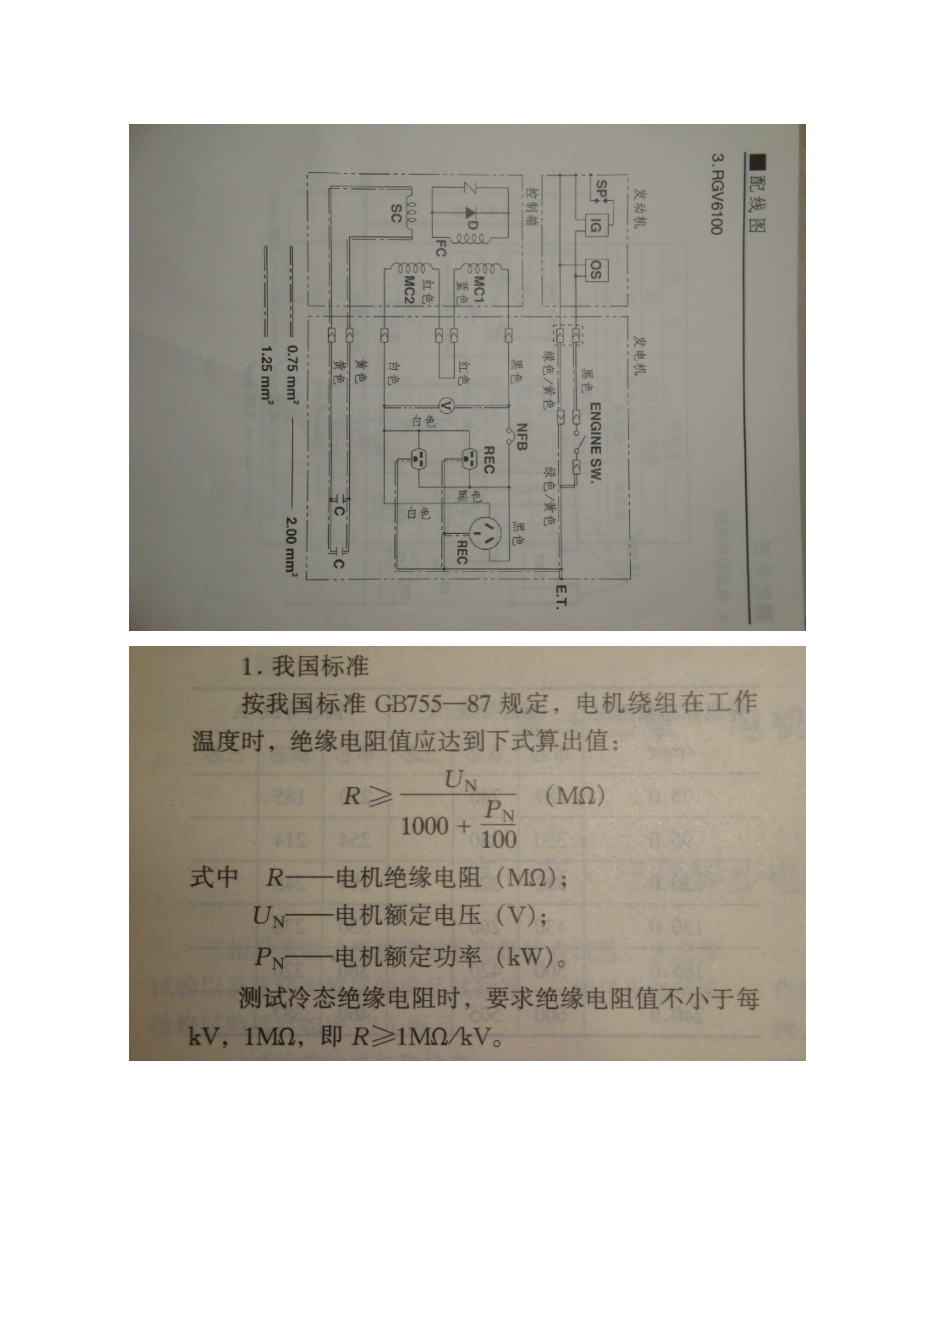 ■配线图
3.RGV6100
发动机
发电机
控制箱
SP
IG
OS
黑色
ENGINE SW.
绿色/黄色
绿色/黄色
E.T.
D
FC
SC
MC1
蓝色
MC2
红色
黑色
红色
白色
黄色
黄色
NFB
V
白色
REC
黑色
白色
黑色
REC
C
C
0.75 mm²
2.00 mm²
1.25 mm²
1. 我国标准
按我国标准 GB755—87 规定，电机绕组在工作
温度时，绝缘电阻值应达到下式算出值：
R ≥ U_N / (1000 + P_N/100) (MΩ)
式中 R——电机绝缘电阻（MΩ）；
U_N——电机额定电压（V）；
P_N——电机额定功率（kW）。
测试冷态绝缘电阻时，要求绝缘电阻值不小于每
kV，1MΩ，即 R≥1MΩ/kV。